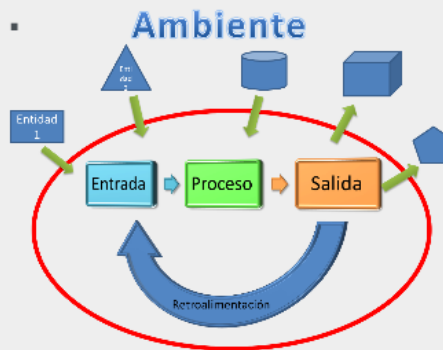 Ambiente
Entidad
1
Entrada
Proceso
Salida
Retroalimentación